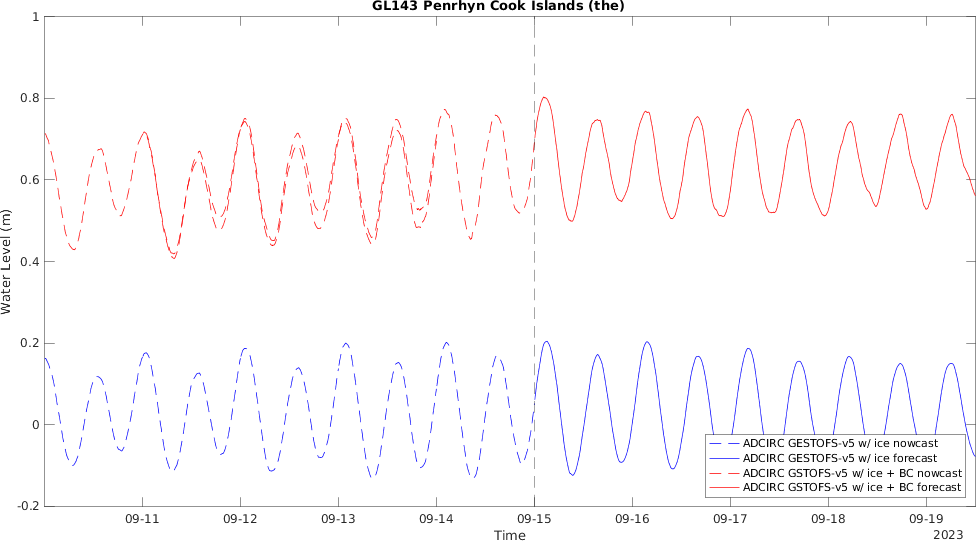 GL143 Penrhyn Cook Islands (the)
1
0.8
0.6
0.4
0.2
0
-0.2
Water Level (m)
ADCIRC GESTOFS-v5 w/ ice nowcast
ADCIRC GESTOFS-v5 w/ ice forecast
ADCIRC GSTOFS-v5 w/ ice + BC nowcast
ADCIRC GSTOFS-v5 w/ ice + BC forecast
09-11 09-12 09-13 09-14 09-15 09-16 09-17 09-18 09-19
Time
2023